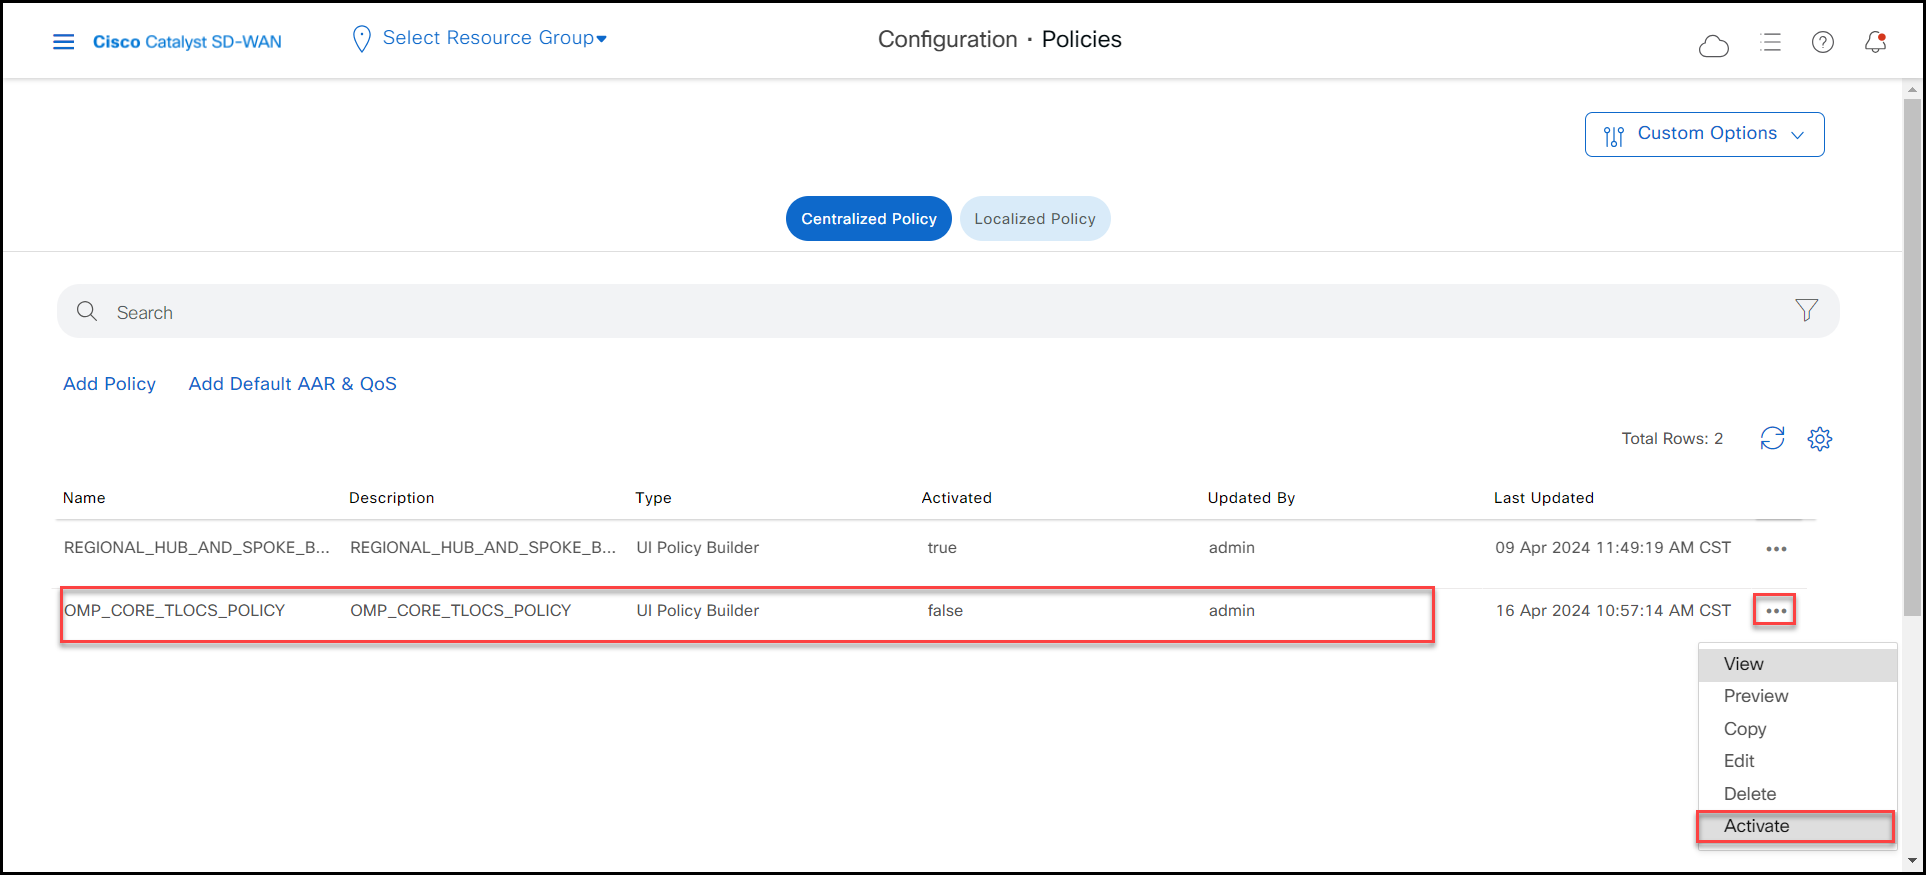 Cisco Catalyst SD-WAN
Select Resource Group
Configuration · Policies
Custom Options
Centralized Policy
Localized Policy
Search
Add Policy
Add Default AAR & QoS
Total Rows: 2
Name Description Type Activated Updated By Last Updated
REGIONAL_HUB_AND_SPOKE_B... REGIONAL_HUB_AND_SPOKE_B... UI Policy Builder true admin 09 Apr 2024 11:49:19 AM CST
OMP_CORE_TLOCS_POLICY OMP_CORE_TLOCS_POLICY UI Policy Builder false admin 16 Apr 2024 10:57:14 AM CST
View
Preview
Copy
Edit
Delete
Activate